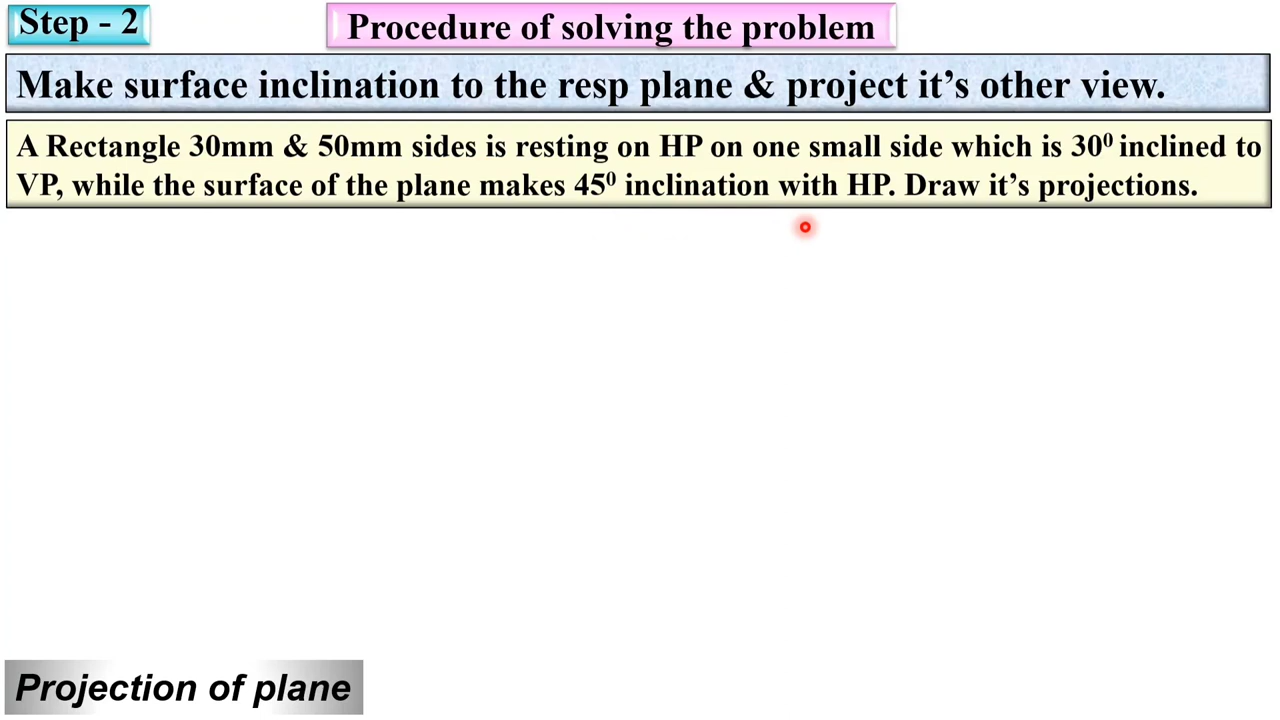 Step - 2
Procedure of solving the problem
Make surface inclination to the resp plane & project it’s other view.
A Rectangle 30mm & 50mm sides is resting on HP on one small side which is 30⁰ inclined to
VP, while the surface of the plane makes 45⁰ inclination with HP. Draw it’s projections.
Projection of plane